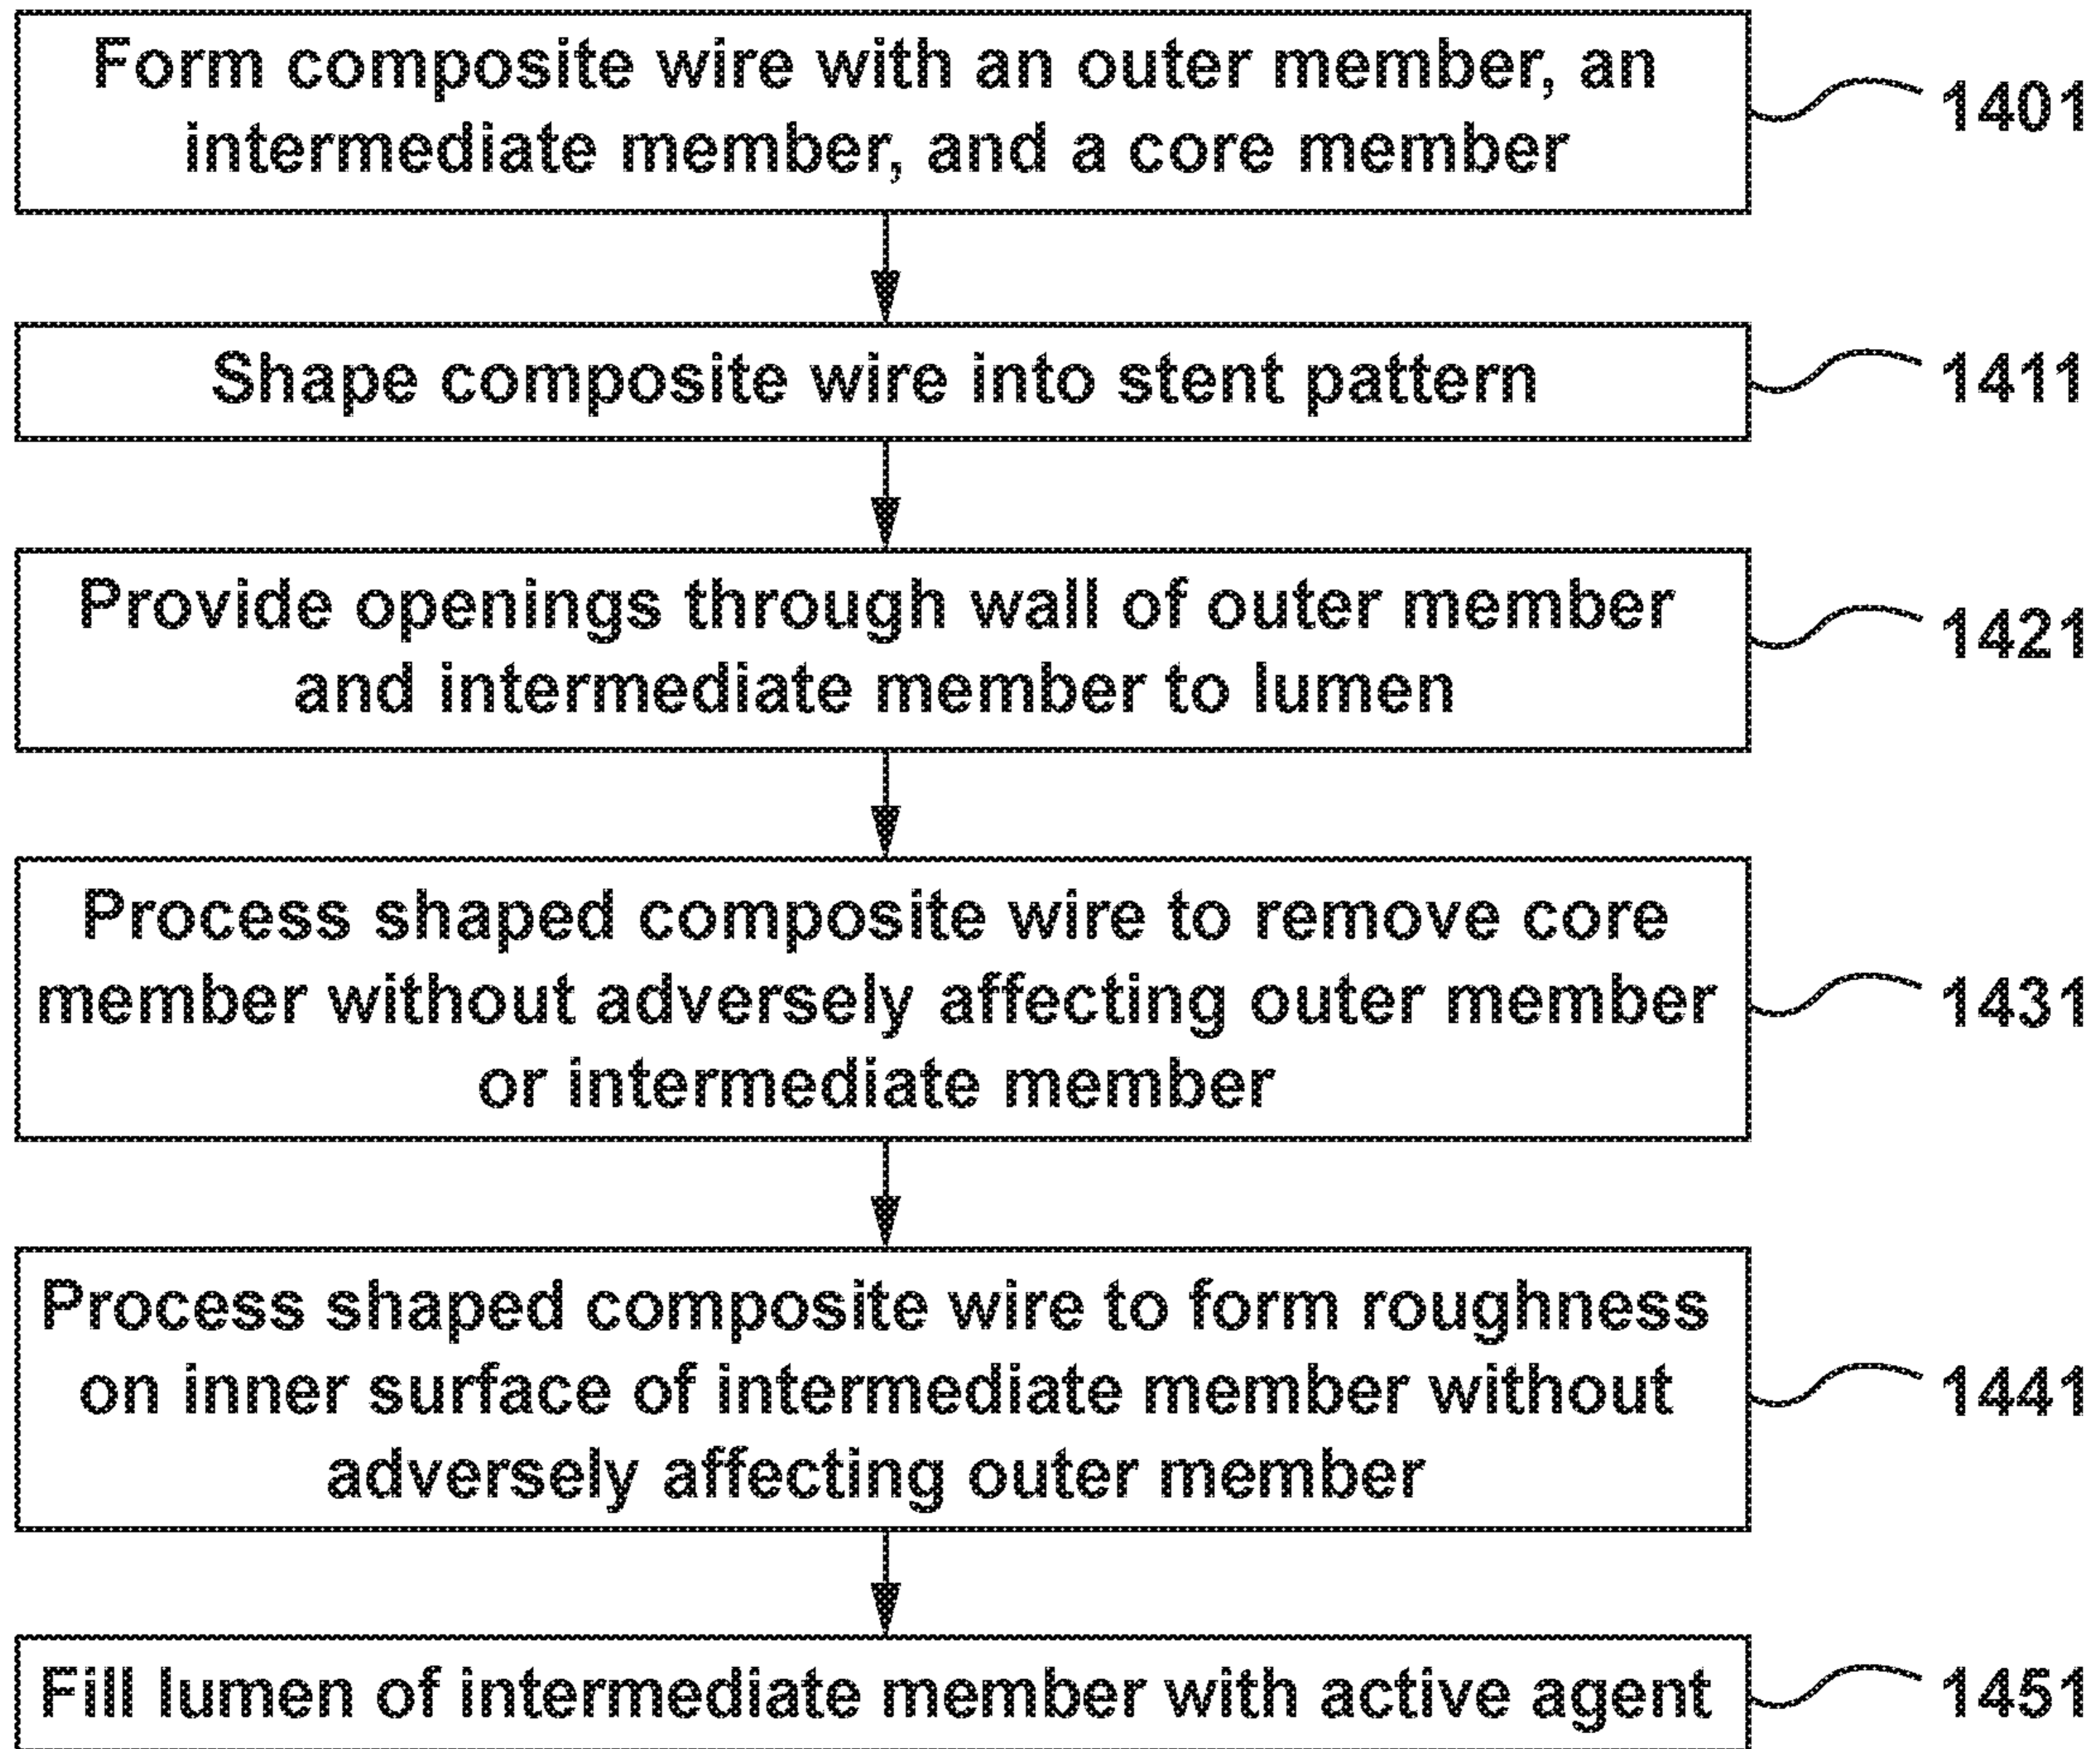 Form composite wire with an outer member, an
intermediate member, and a core member
1401
Shape composite wire into stent pattern
1411
Provide openings through wall of outer member
and intermediate member to lumen
1421
Process shaped composite wire to remove core
member without adversely affecting outer member
or intermediate member
1431
Process shaped composite wire to form roughness
on inner surface of intermediate member without
adversely affecting outer member
1441
Fill lumen of intermediate member with active agent
1451